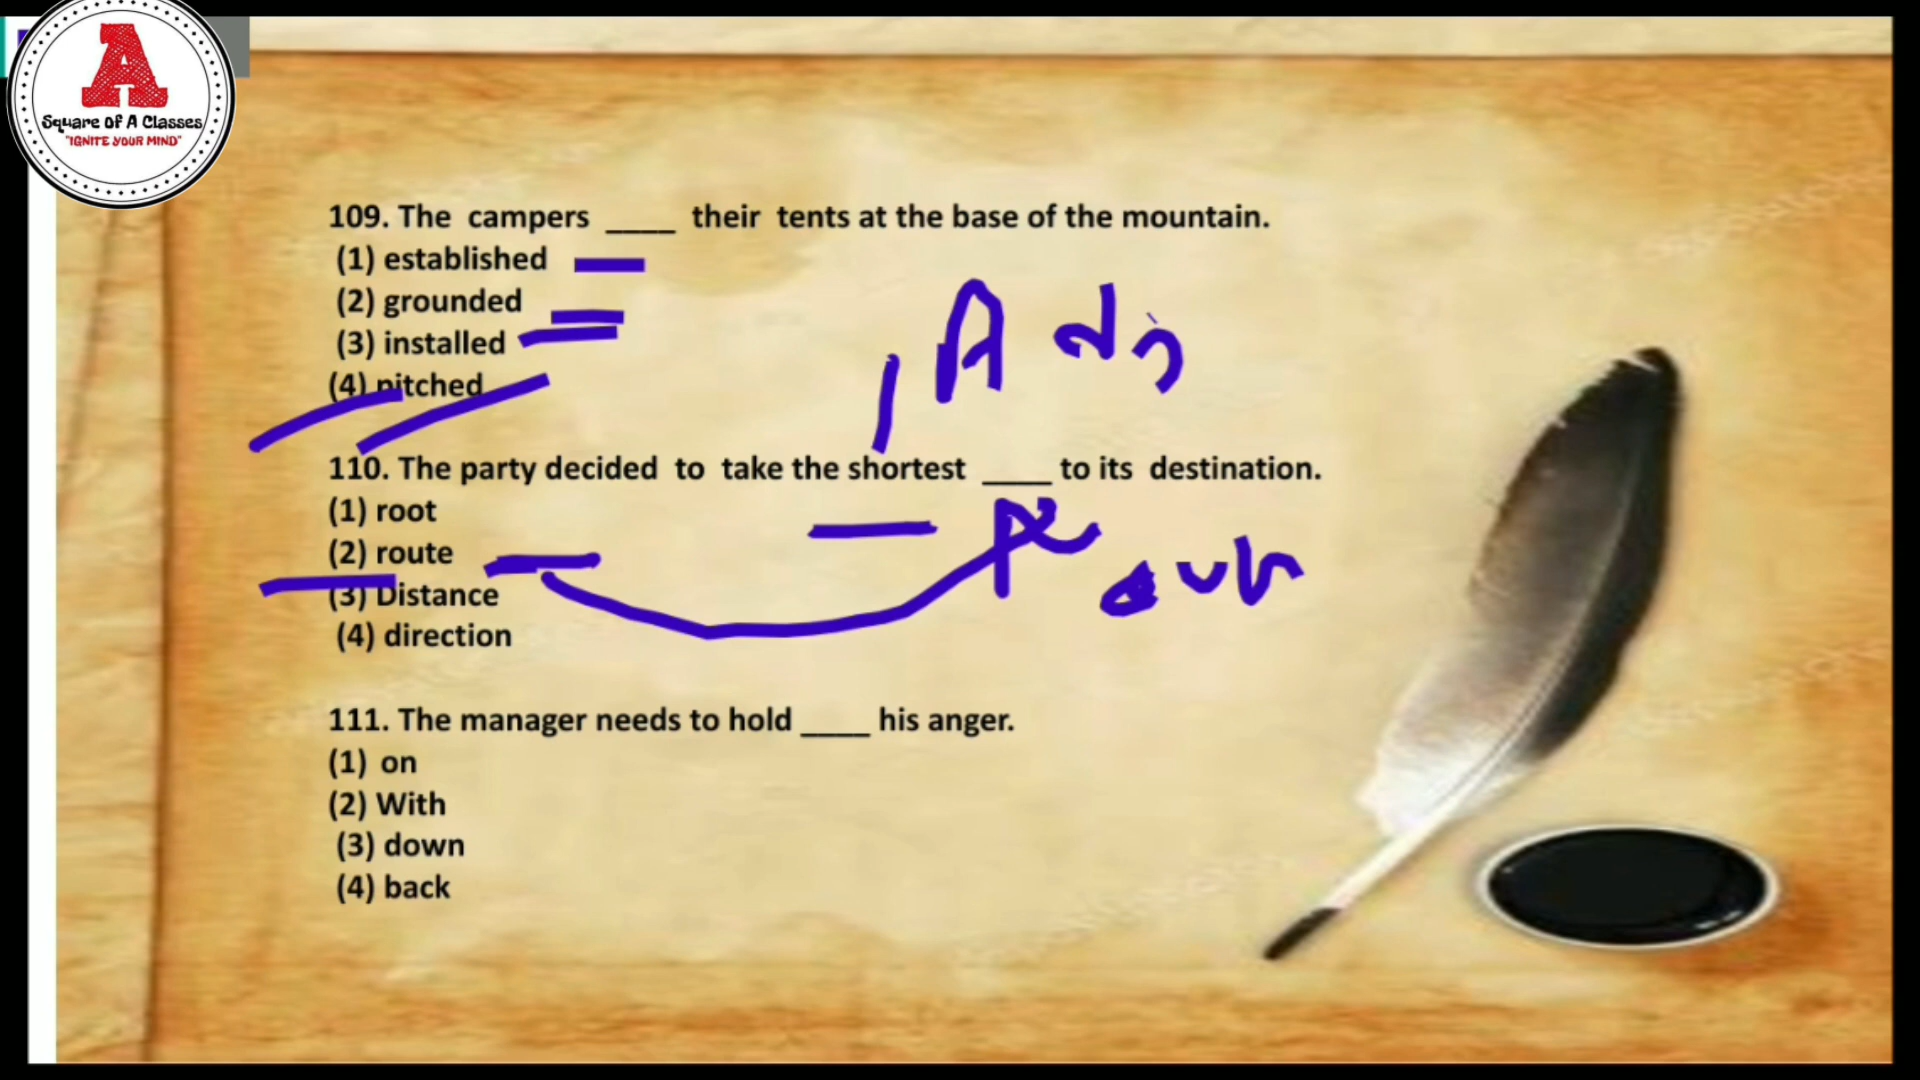 A
Square Of A Classes
"IGNITE YOUR MIND"
109. The campers ____ their tents at the base of the mountain.
(1) established
(2) grounded
(3) installed
(4) pitched
Adj
110. The party decided to take the shortest ____ to its destination.
(1) root
(2) route
(3) Distance
(4) direction
111. The manager needs to hold ____ his anger.
(1) on
(2) With
(3) down
(4) back